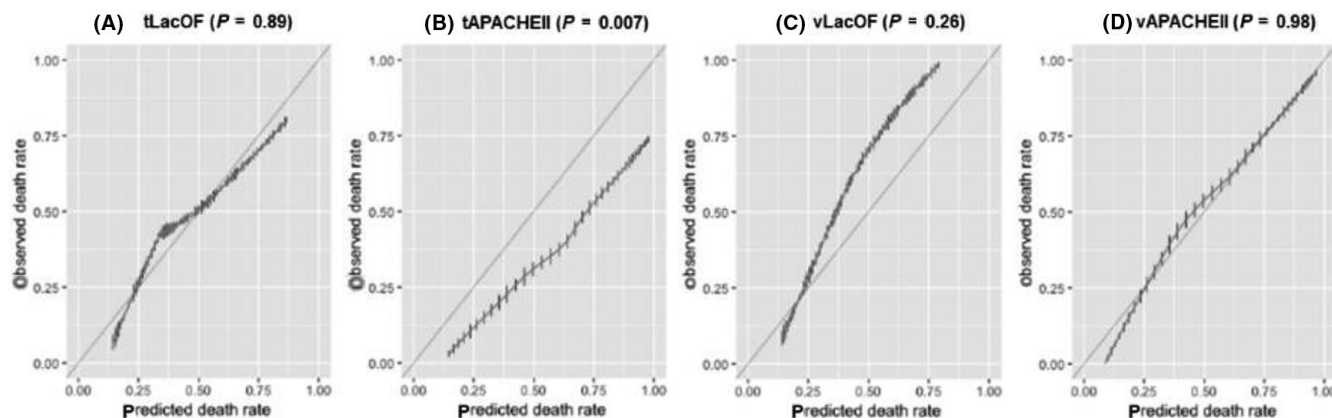 (A) tLacOF (P = 0.89)
1.00
0.75
0.50
0.25
0.00
Observed death rate
0.00 0.25 0.50 0.75 1.00
Predicted death rate
(B) tAPACHEII (P = 0.007)
1.00
0.75
0.50
0.25
0.00
Observed death rate
0.00 0.25 0.50 0.75 1.00
Predicted death rate
(C) vLacOF (P = 0.26)
1.00
0.75
0.50
0.25
0.00
observed death rate
0.00 0.25 0.50 0.75 1.00
Predicted death rate
(D) vAPACHEII (P = 0.98)
1.00
0.75
0.50
0.25
0.00
observed death rate
0.00 0.25 0.50 0.75 1.00
Predicted death rate